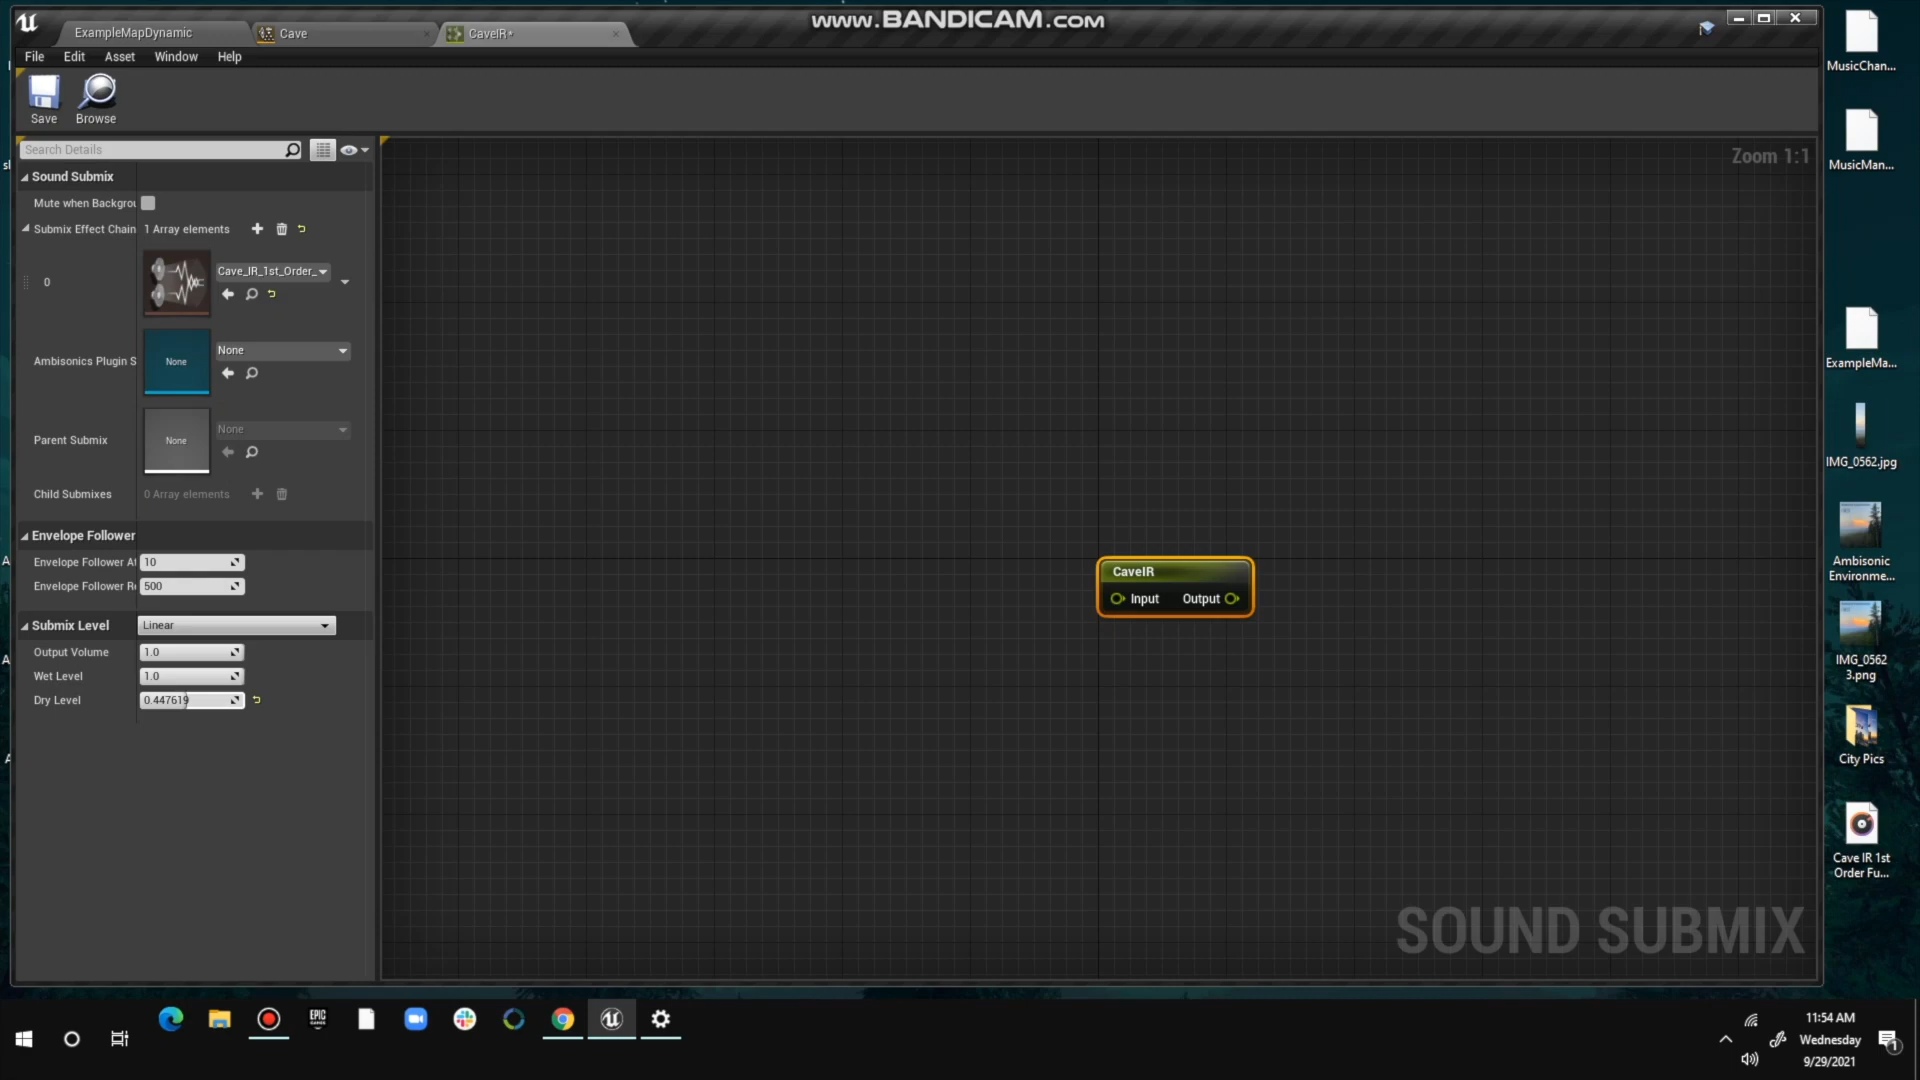 www.BANDICAM.com
ExampleMapDynamic
Cave
CaveIR*
File Edit Asset Window Help
Save Browse
Search Details
Zoom 1:1
Sound Submix
Mute when Backgrou
Submix Effect Chain 1 Array elements
0
Cave_IR_1st_Order_
Ambisonics Plugin S
None
None
Parent Submix
None
None
Child Submixes 0 Array elements
Envelope Follower
Envelope Follower At 10
Envelope Follower Re 500
Submix Level Linear
Output Volume 1.0
Wet Level 1.0
Dry Level 0.447619
CaveIR
Input Output
SOUND SUBMIX
MusicChan...
MusicMan...
ExampleMa...
IMG_0562.jpg
Ambisonic
Environme...
IMG_0562
3.png
City Pics
Cave IR 1st
Order Fu...
EPIC
GAMES
11:54 AM
Wednesday
9/29/2021
1